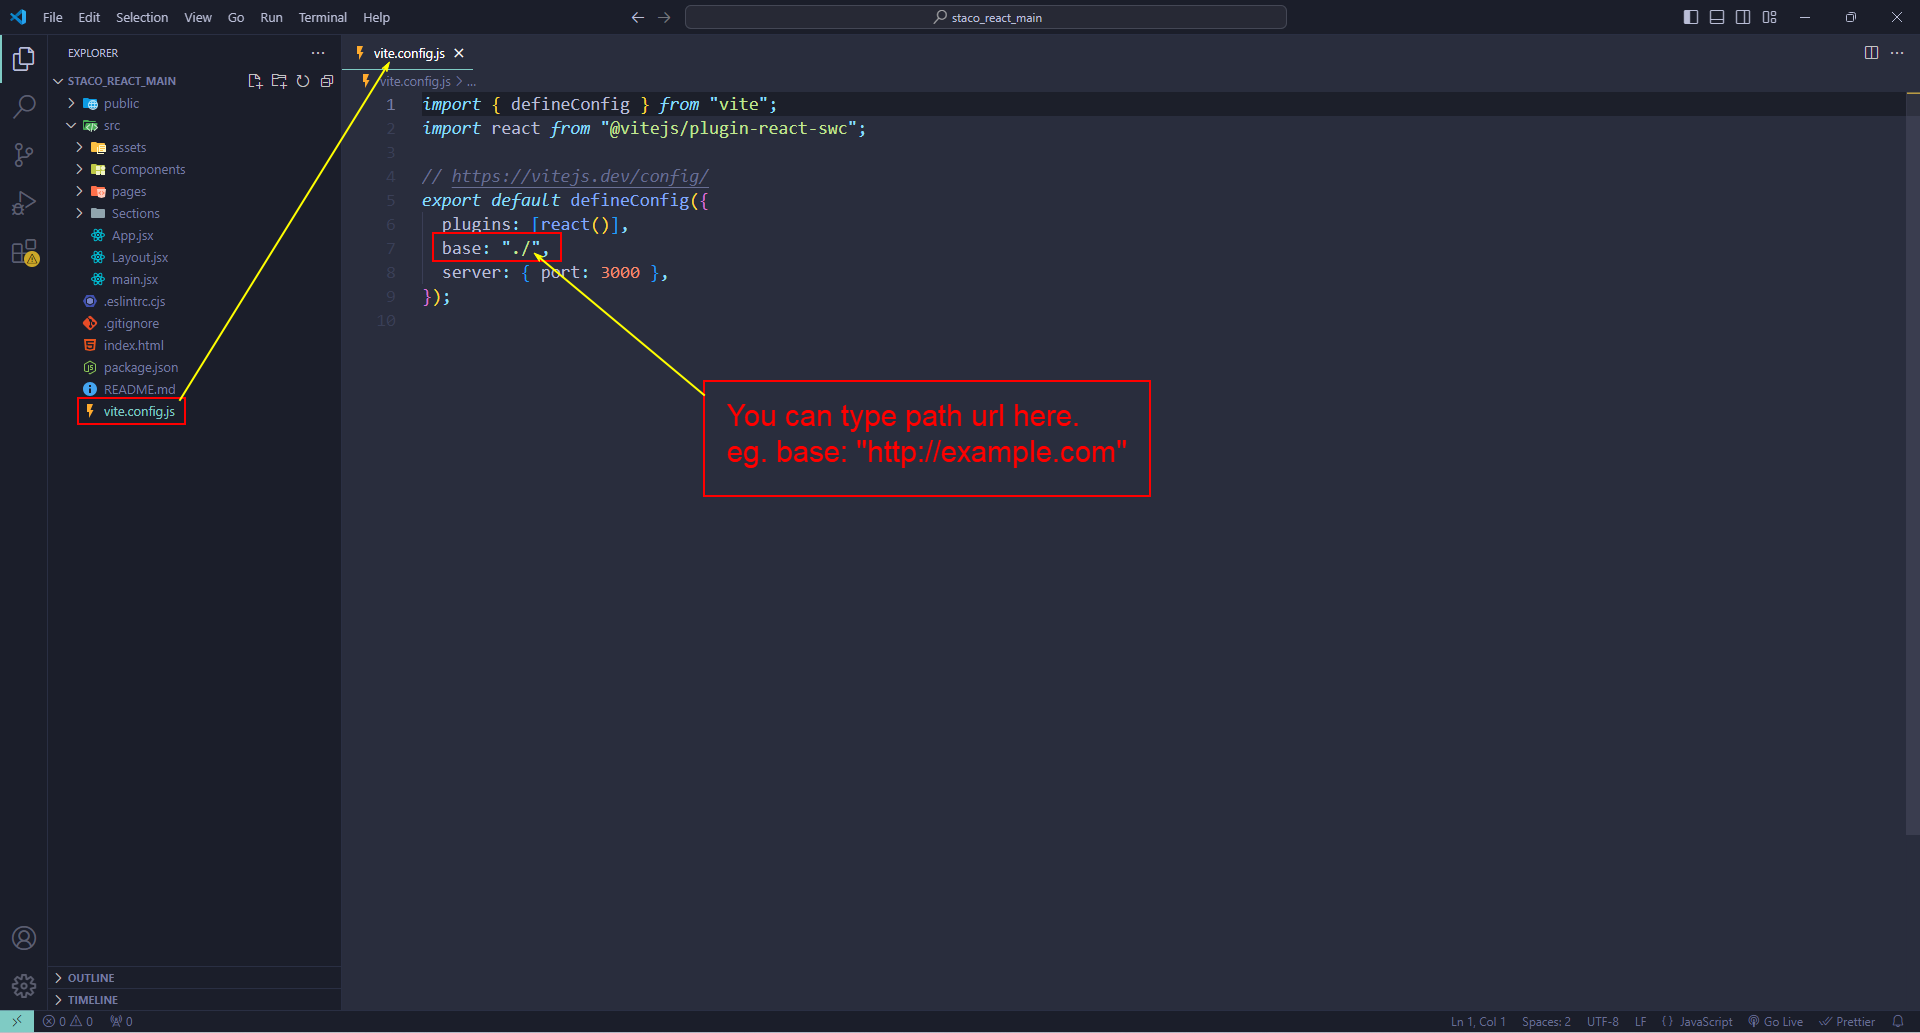 File Edit Selection View Go Run Terminal Help
staco_react_main
EXPLORER
STACO_REACT_MAIN
public
src
assets
Components
pages
Sections
App.jsx
Layout.jsx
main.jsx
.eslintrc.cjs
.gitignore
index.html
package.json
README.md
vite.config.js
OUTLINE
TIMELINE
vite.config.js
vite.config.js > ...
1 import { defineConfig } from "vite";
2 import react from "@vitejs/plugin-react-swc";
3
4 // https://vitejs.dev/config/
5 export default defineConfig({
6 plugins: [react()],
7 base: "./",
8 server: { port: 3000 },
9 });
10
You can type path url here.
eg. base: "http://example.com"
0 0 0
Ln 1, Col 1 Spaces: 2 UTF-8 LF {} JavaScript Go Live Prettier